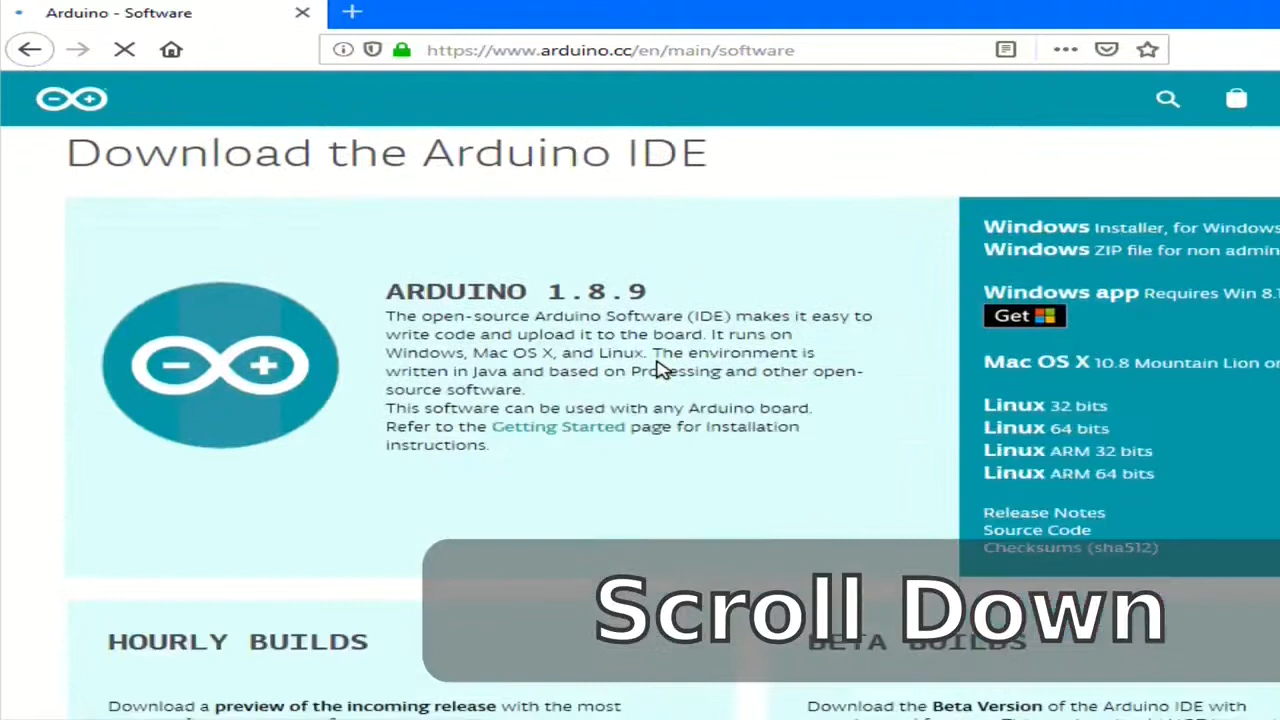 Arduino - Software
https://www.arduino.cc/en/main/software
Download the Arduino IDE
ARDUINO 1.8.9
The open-source Arduino Software (IDE) makes it easy to
write code and upload it to the board. It runs on
Windows, Mac OS X, and Linux. The environment is
written in Java and based on Processing and other open-
source software.
This software can be used with any Arduino board.
Refer to the Getting Started page for Installation
instructions.
Windows Installer, for Windows
Windows ZIP file for non admin
Windows app Requires Win 8.1
Get
Mac OS X 10.8 Mountain Lion or
Linux 32 bits
Linux 64 bits
Linux ARM 32 bits
Linux ARM 64 bits
Release Notes
Source Code
Checksums (sha512)
Scroll Down
HOURLY BUILDS
Download a preview of the incoming release with the most
BETA BUILDS
Download the Beta Version of the Arduino IDE with